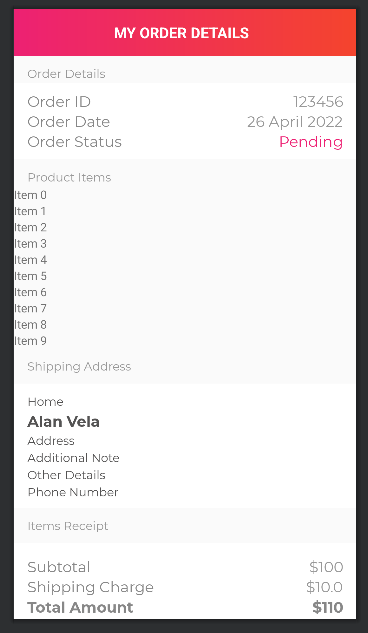 MY ORDER DETAILS
Order Details
Order ID 123456
Order Date 26 April 2022
Order Status Pending
Product Items
Item 0
Item 1
Item 2
Item 3
Item 4
Item 5
Item 6
Item 7
Item 8
Item 9
Shipping Address
Home
Alan Vela
Address
Additional Note
Other Details
Phone Number
Items Receipt
Subtotal $100
Shipping Charge $10.0
Total Amount $110